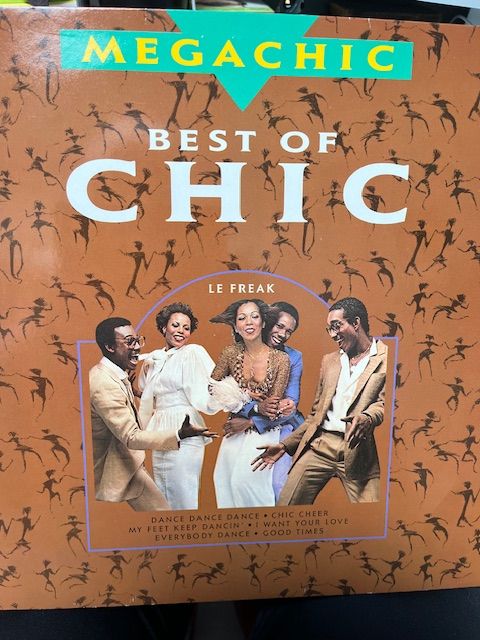 MEGACHIC
BEST OF
CHIC
LE FREAK
DANCE DANCE DANCE • CHIC CHEER
MY FEET KEEP DANCIN' • I WANT YOUR LOVE
EVERYBODY DANCE • GOOD TIMES